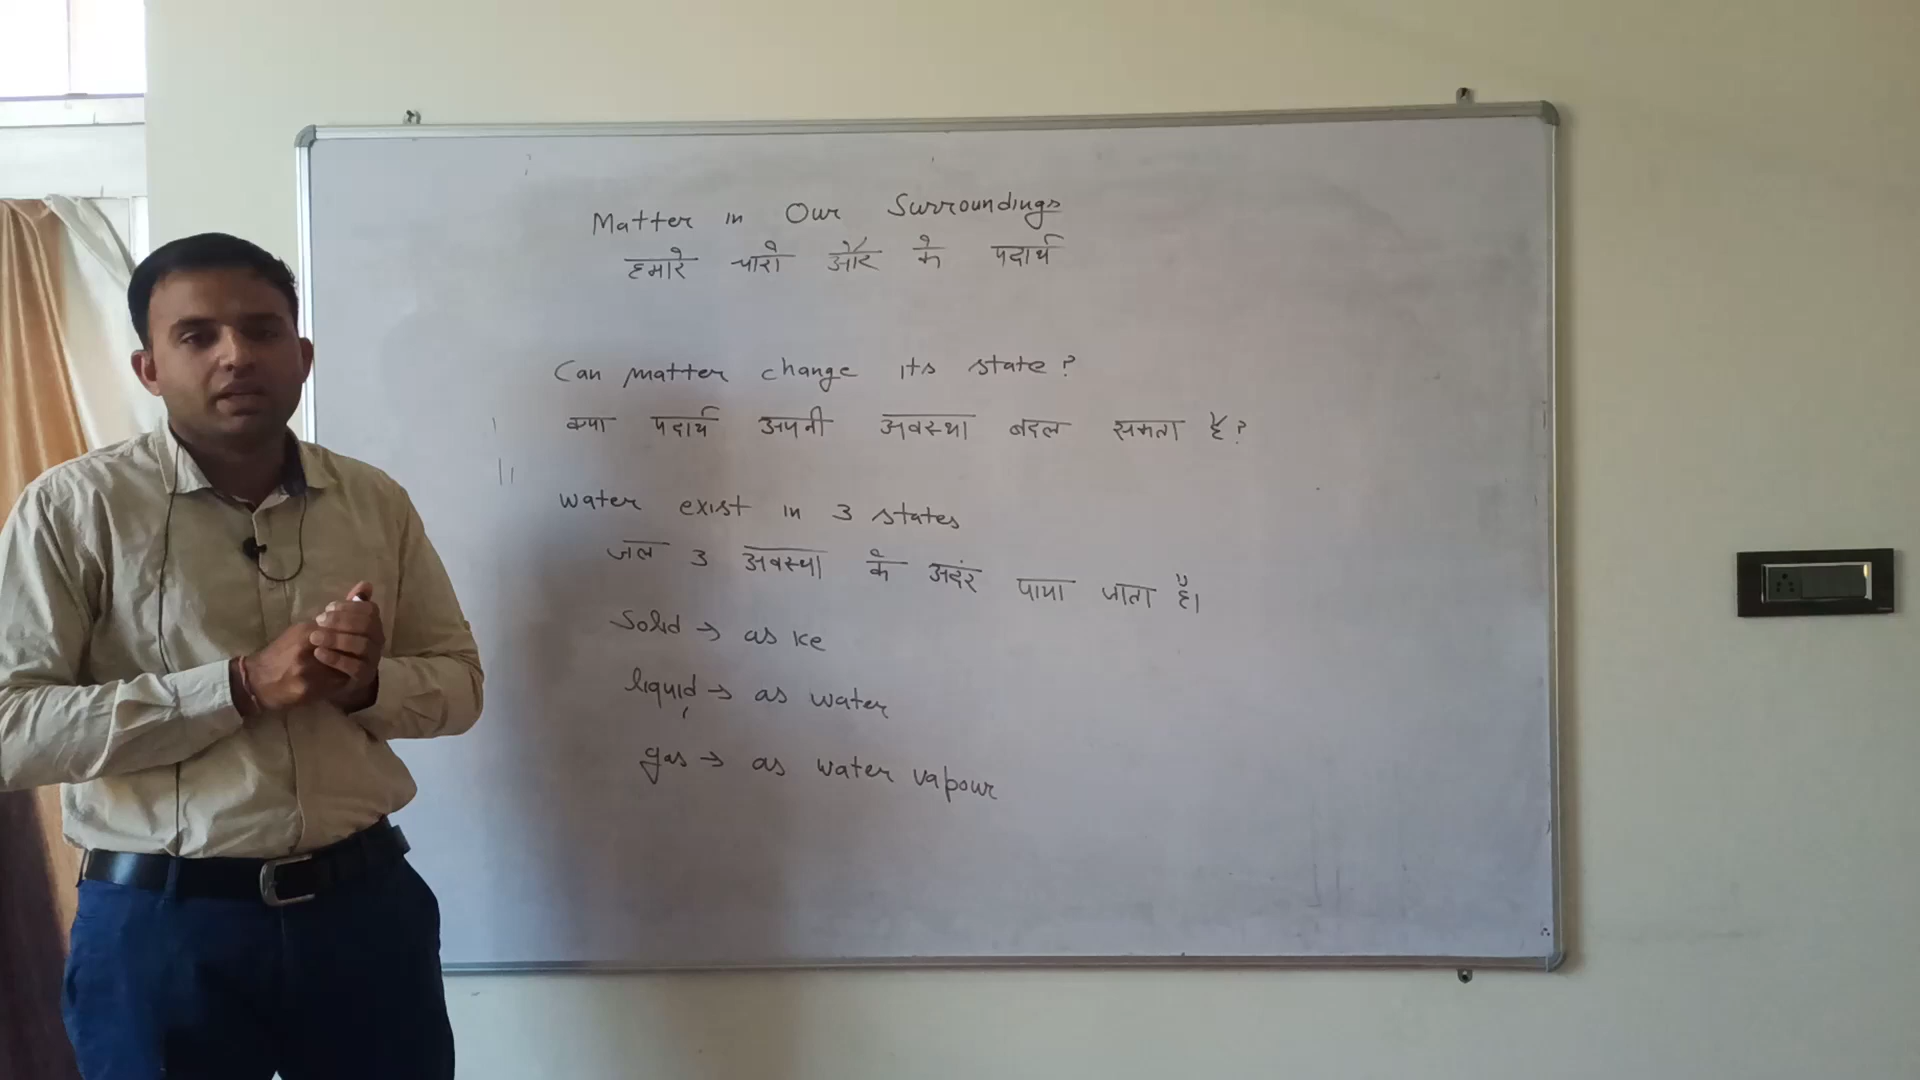 Matter in Our Surroundings
हमारे चारो और के पदार्थ
Can matter change its state?
क्या पदार्थ अपनी अवस्था बदल सकता है?
Water exist in 3 states
जल 3 अवस्था के अदंर पाया जाता है।
Solid → as Ice
liquid → as water
gas → as water vapour